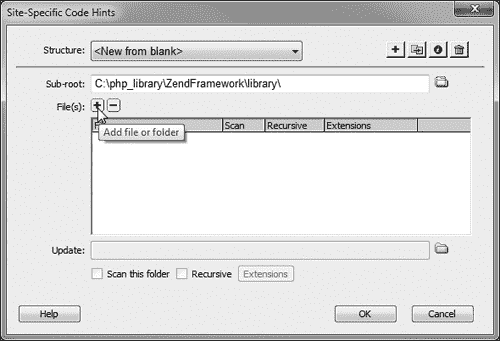 Site-Specific Code Hints
Structure: <New from blank>
Sub-root: C:\php_library\ZendFramework\library\
File(s):
Scan Recursive Extensions
Add file or folder
Update:
Scan this folder Recursive Extensions
Help OK Cancel